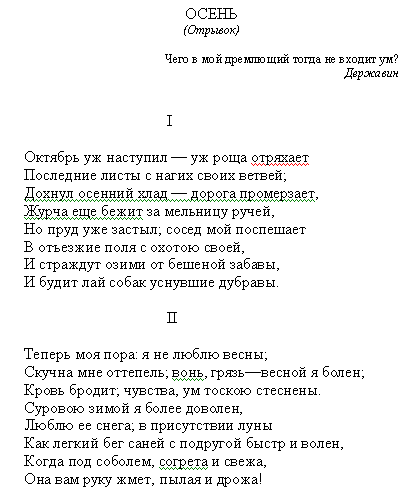 ОСЕНЬ
(Отрывок)
Чего в мой дремлющий тогда не входит ум?
Державин
I
Октябрь уж наступил — уж роща отряхает
Последние листы с нагих своих ветвей;
Дохнул осенний хлад — дорога промерзает,
Журча еще бежит за мельницу ручей,
Но пруд уже застыл; сосед мой поспешает
В отъезжие поля с охотою своей,
И страждут озими от бешеной забавы,
И будит лай собак уснувшие дубравы.
II
Теперь моя пора: я не люблю весны;
Скучна мне оттепель; вонь, грязь—весной я болен;
Кровь бродит; чувства, ум тоскою стеснены.
Суровою зимой я более доволен,
Люблю ее снега; в присутствии луны
Как легкий бег саней с подругой быстр и волен,
Когда под соболем, согрета и свежа,
Она вам руку жмет, пылая и дрожа!